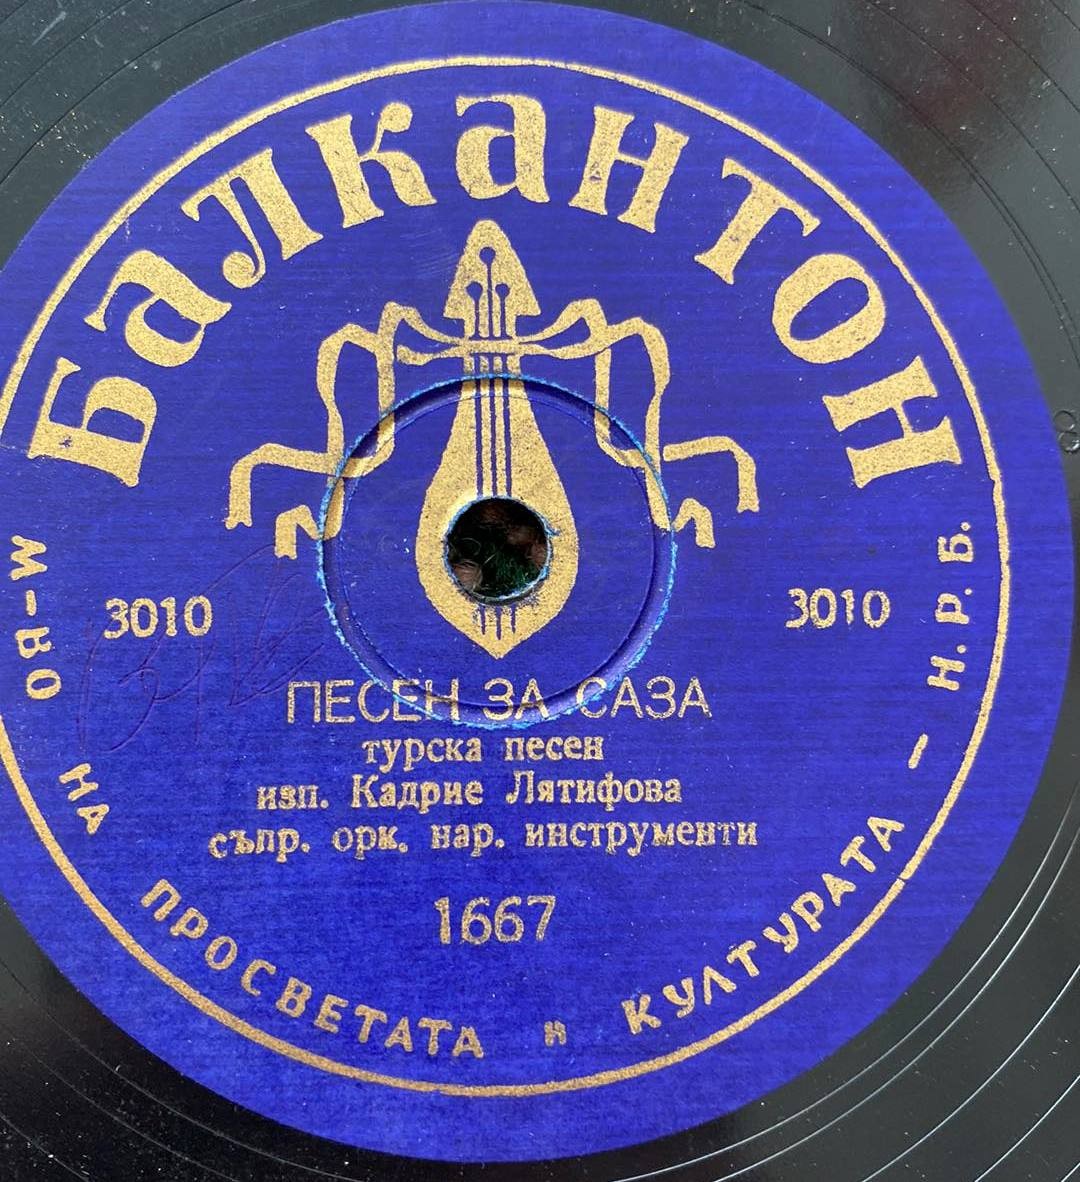 Балкантон
3010
3010
ПЕСЕН ЗА САЗА
турска песен
изп. Кадрие Лятифова
съпр. орк. нар. инструменти
1667
М-ВО НА ПРОСВЕТАТА и КУЛТУРАТА – Н.Р.Б.